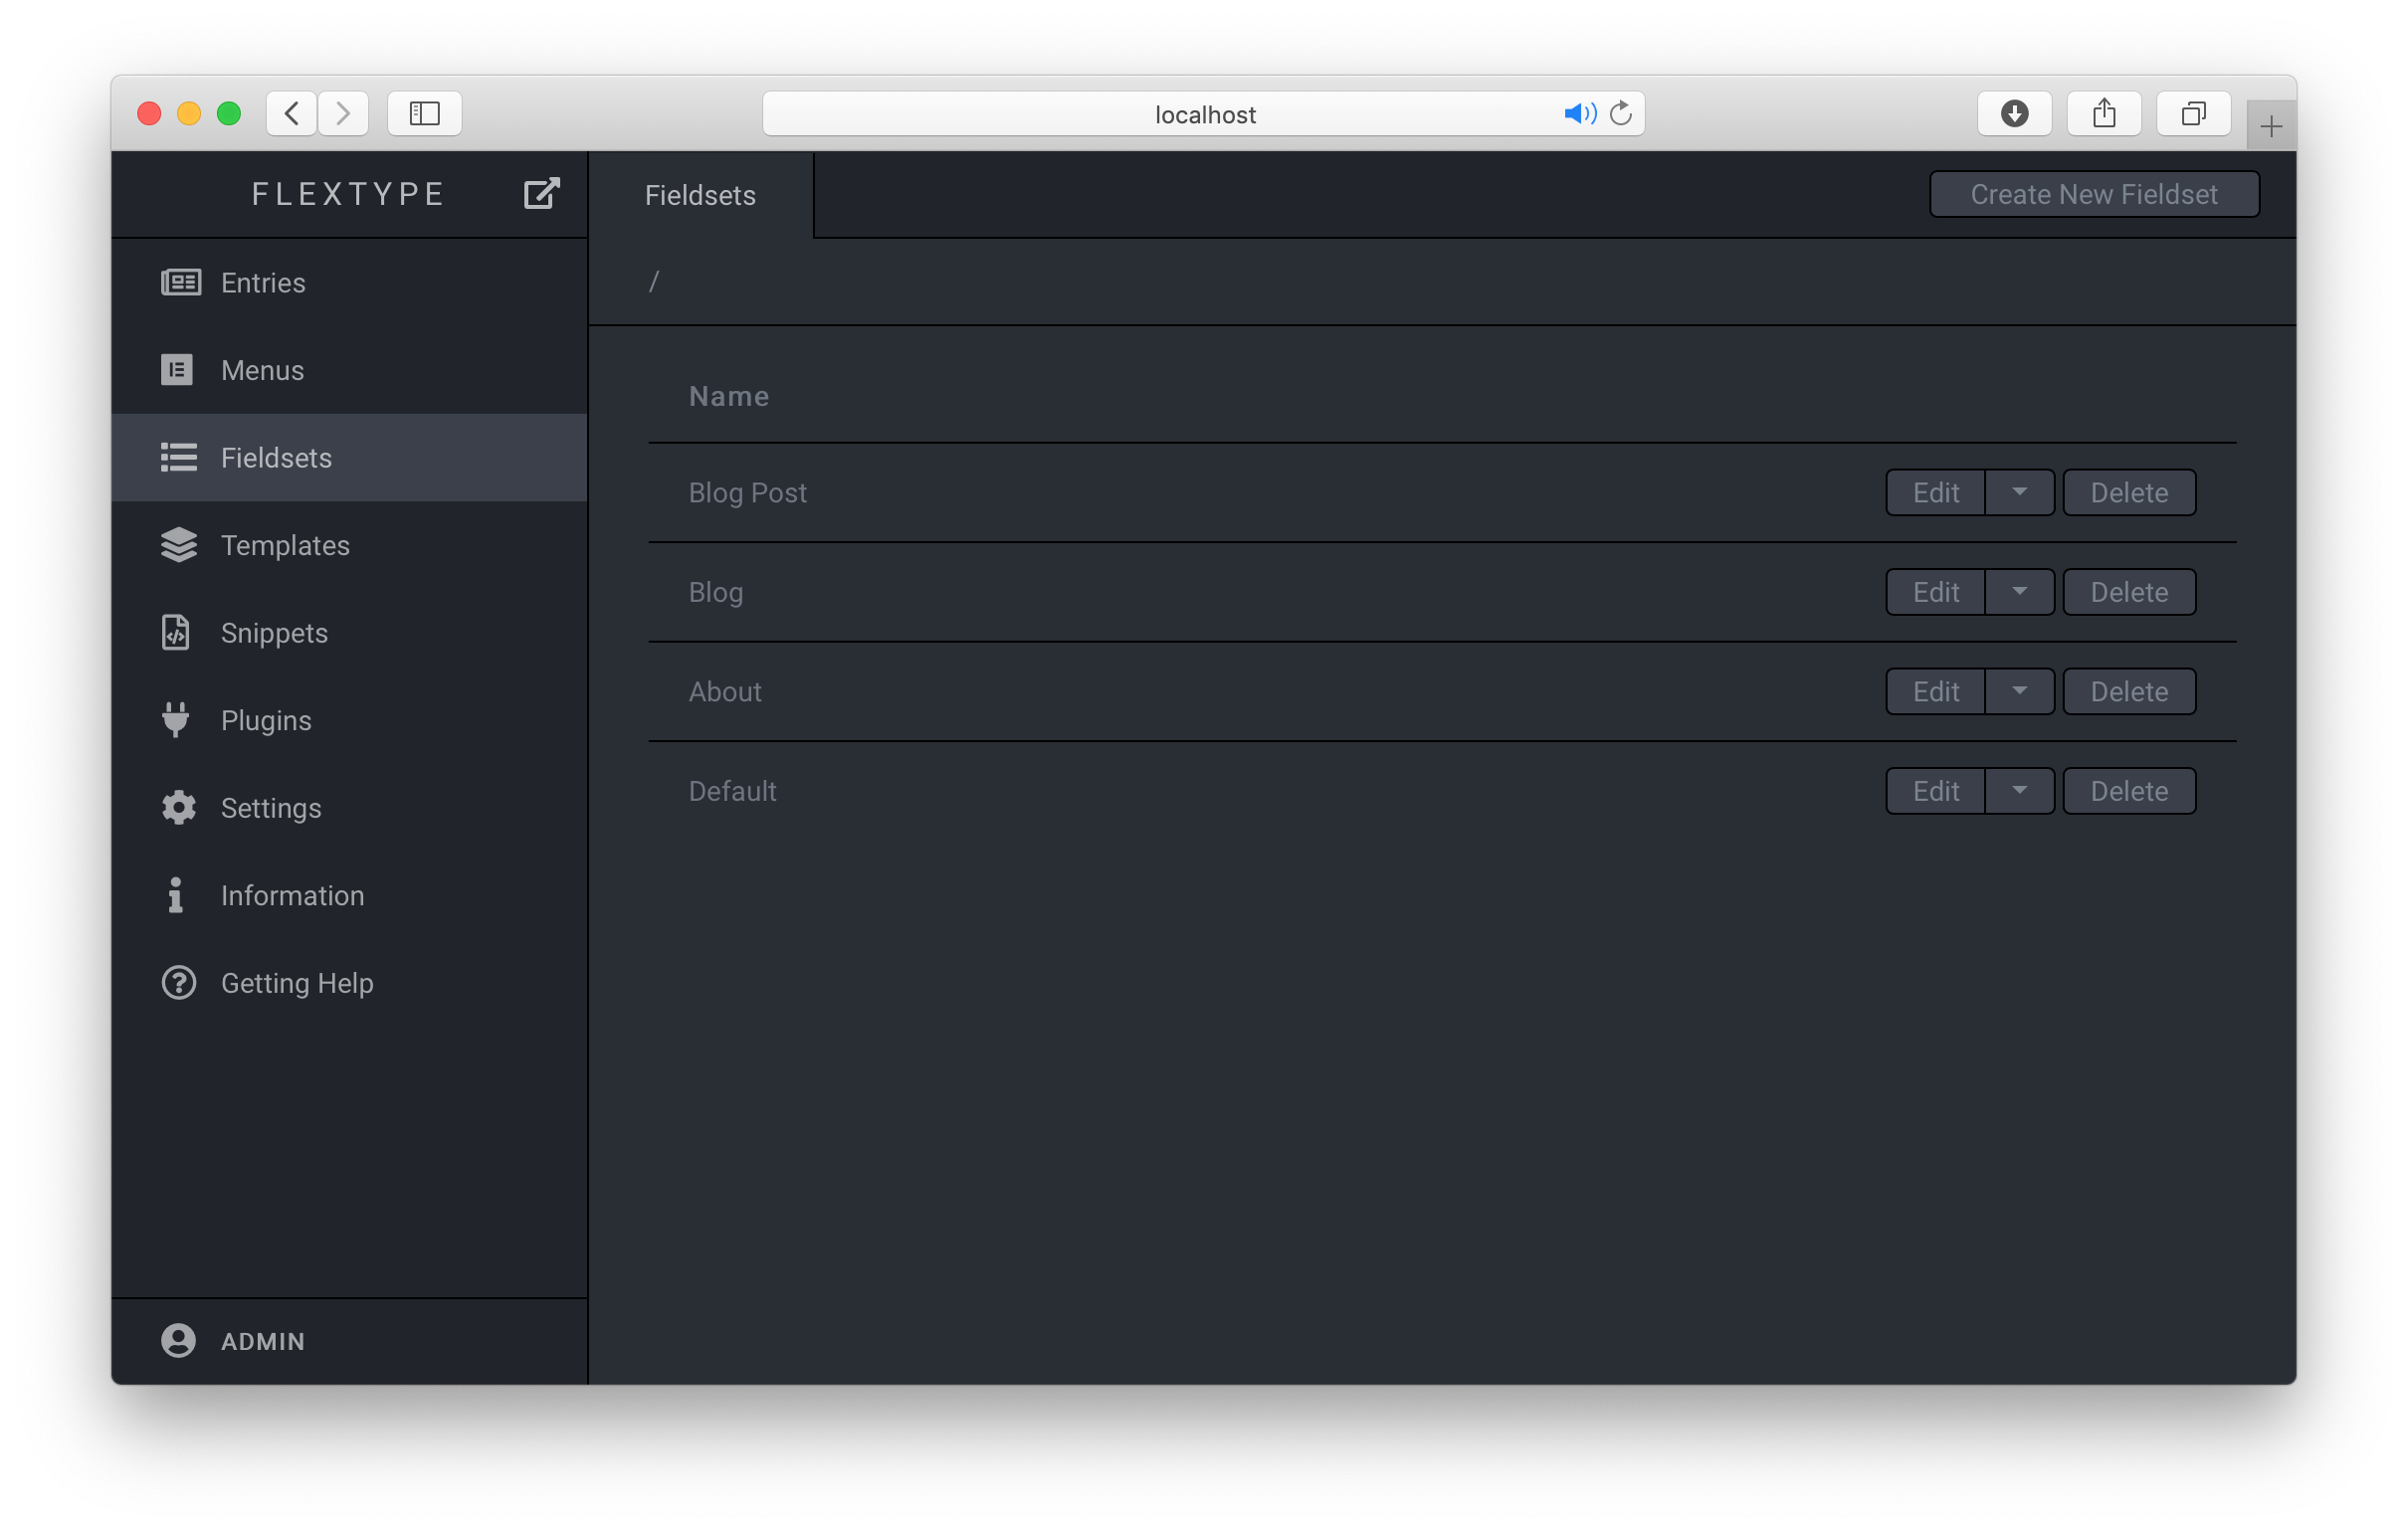 localhost
FLEXTYPE
Fieldsets
Create New Fieldset
/
Entries
Menus
Fieldsets
Templates
Snippets
Plugins
Settings
Information
Getting Help
ADMIN
Name
Blog Post Edit Delete
Blog Edit Delete
About Edit Delete
Default Edit Delete